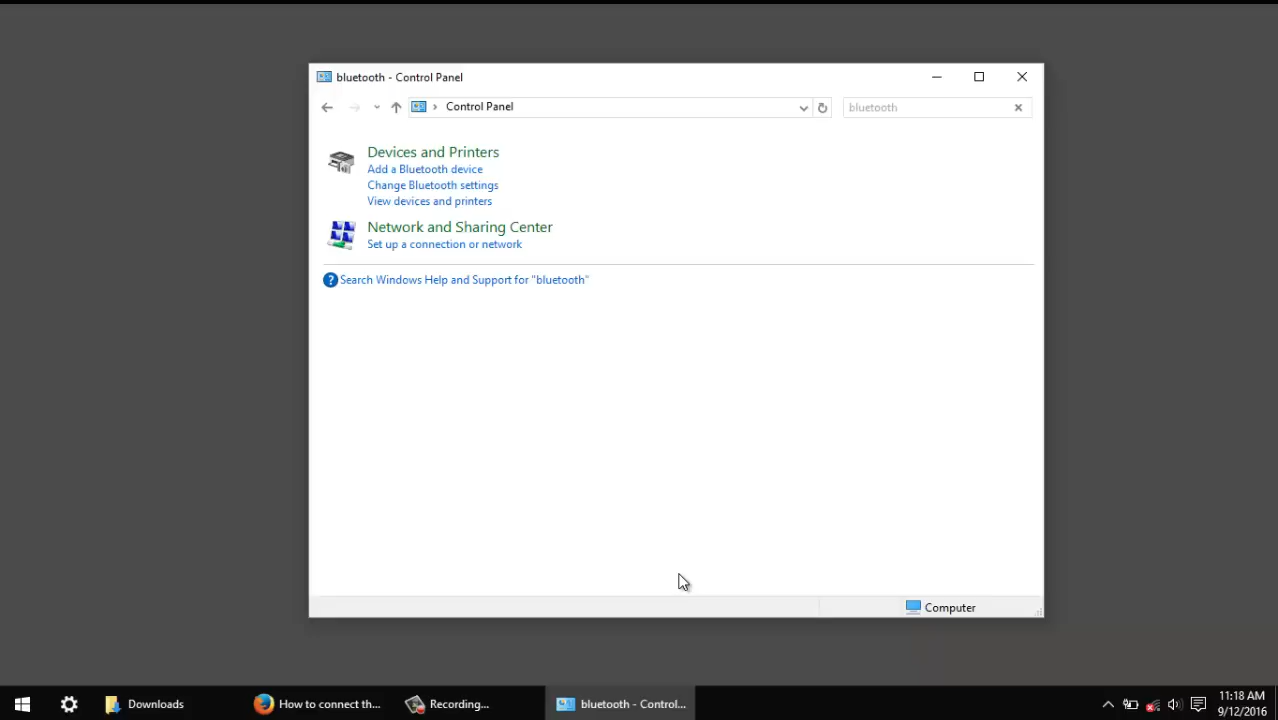 bluetooth - Control Panel
Control Panel
bluetooth
Devices and Printers
Add a Bluetooth device
Change Bluetooth settings
View devices and printers
Network and Sharing Center
Set up a connection or network
? Search Windows Help and Support for "bluetooth"
Computer
Downloads
How to connect th...
Recording...
bluetooth - Control...
11:18 AM
9/12/2016